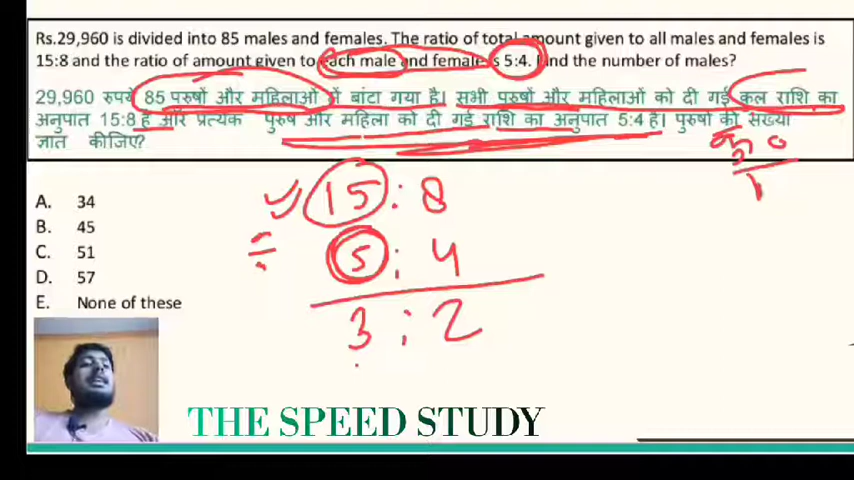 Rs.29,960 is divided into 85 males and females. The ratio of total amount given to all males and females is
15:8 and the ratio of amount given to each male and female is 5:4. Find the number of males?
29,960 रुपये 85 पुरुषों और महिलाओं में बांटा गया है। सभी पुरुषों और महिलाओं को दी गई कुल राशि का
अनुपात 15:8 है और प्रत्येक पुरुष और महिला को दी गई राशि का अनुपात 5:4 है। पुरुषों की संख्या
ज्ञात कीजिए?
A. 34
B. 45
C. 51
D. 57
E. None of these
15 : 8
÷ 5 : 4
3 : 2
THE SPEED STUDY